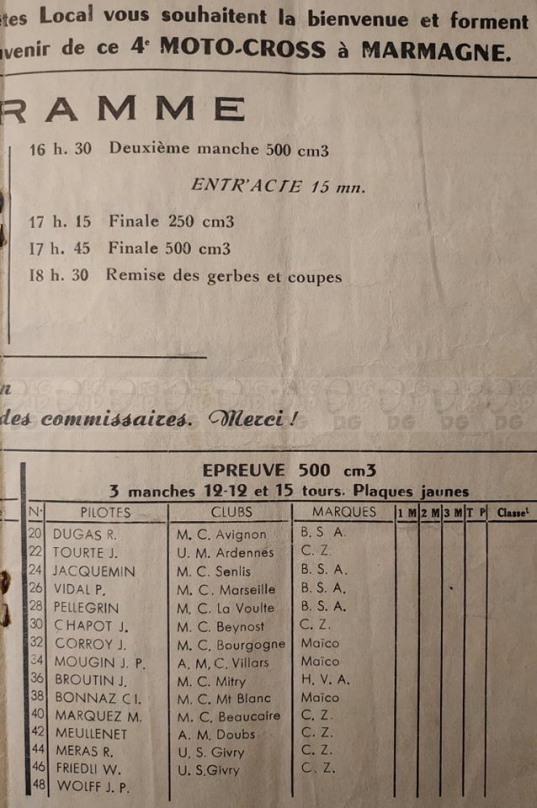 tes Local vous souhaitent la bienvenue et forment
venir de ce 4e MOTO-CROSS à MARMAGNE.
RAMME
16 h. 30 Deuxième manche 500 cm3
ENTR'ACTE 15 mn.
17 h. 15 Finale 250 cm3
17 h. 45 Finale 500 cm3
18 h. 30 Remise des gerbes et coupes
n
des commissaires. Merci !
DG DG
EPREUVE 500 cm3
3 manches 12-12 et 15 tours. Plaques jaunes
N· PILOTES CLUBS MARQUES 1 M 2 M 3 M T P Classet
20 DUGAS R. M. C. Avignon B. S A.
22 TOURTE J. U. M. Ardennes C. Z.
24 JACQUEMIN M. C. Senlis B. S. A.
26 VIDAL P. M. C. Marseille B. S. A.
28 PELLEGRIN M, C. La Voulte B. S. A.
30 CHAPOT J. M. C. Beynost C. Z.
32 CORROY J. M. C. Bourgogne Maïco
34 MOUGIN J. P. A. M, C. Villars Maïco
36 BROUTIN J. M. C. Mitry H. V. A.
38 BONNAZ Cl. M. C. Mt Blanc Maïco
40 MARQUEZ M. M. C. Beaucaire C. Z.
42 MEULLENET A. M. Doubs C. Z.
44 MERAS R. U. S. Givry C. Z.
46 FRIEDLI W. U. S.Givry C. Z.
48 WOLFF J. P.